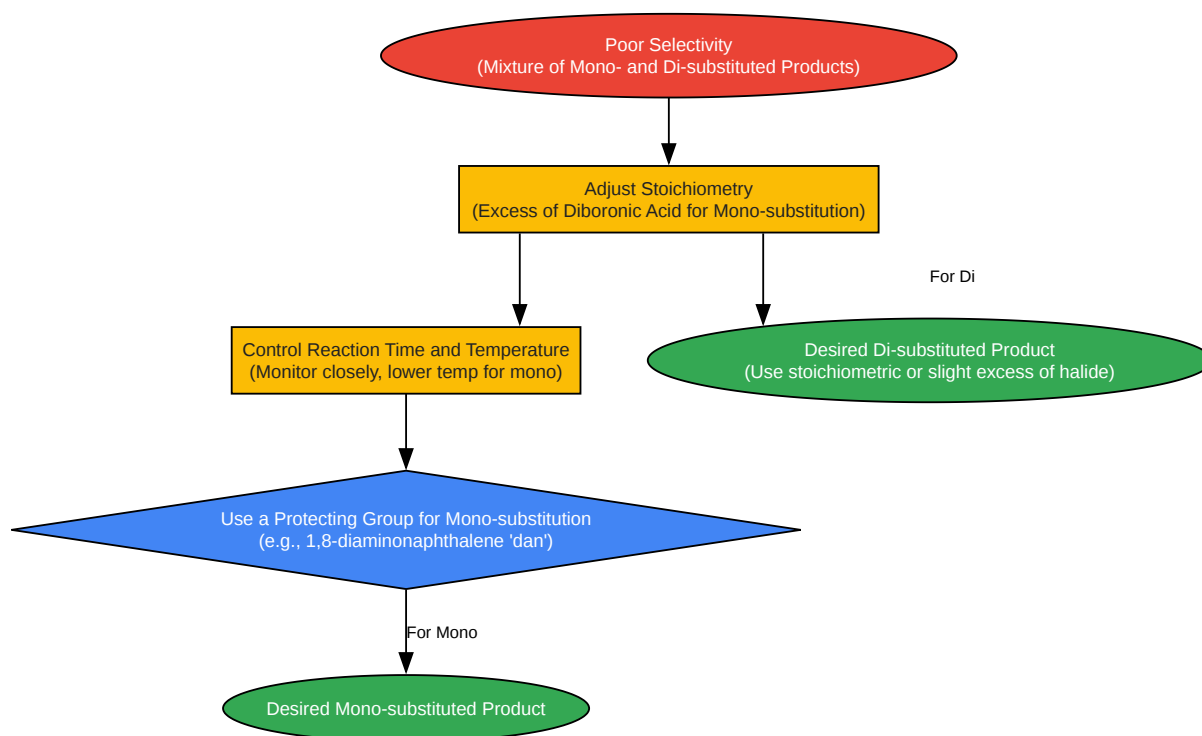 Poor Selectivity
(Mixture of Mono- and Di-substituted Products)
Adjust Stoichiometry
(Excess of Diboronic Acid for Mono-substitution)
For Di
Control Reaction Time and Temperature
(Monitor closely, lower temp for mono)
Desired Di-substituted Product
(Use stoichiometric or slight excess of halide)
Use a Protecting Group for Mono-substitution
(e.g., 1,8-diaminonaphthalene 'dan')
For Mono
Desired Mono-substituted Product